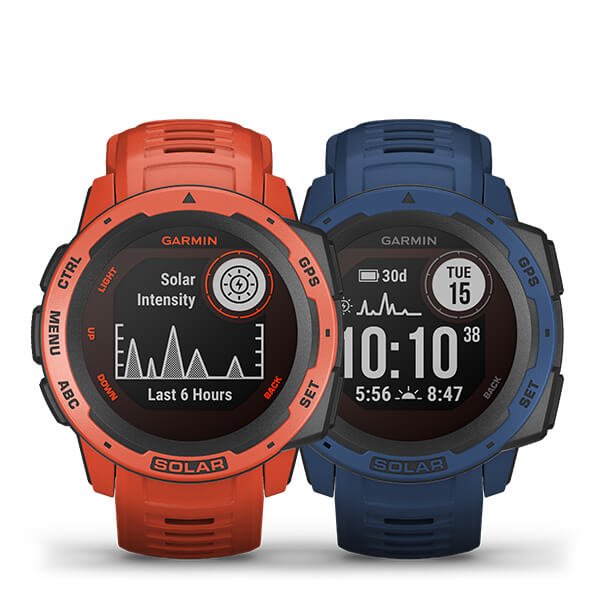 GARMIN
Solar
Intensity
Last 6 Hours
CTRL
LIGHT
MENU
UP
ABC
DOWN
GPS
SET
BACK
SOLAR
GARMIN
30d
TUE
15
10:10 38
5:56 8:47
GPS
SET
BACK
SOLAR